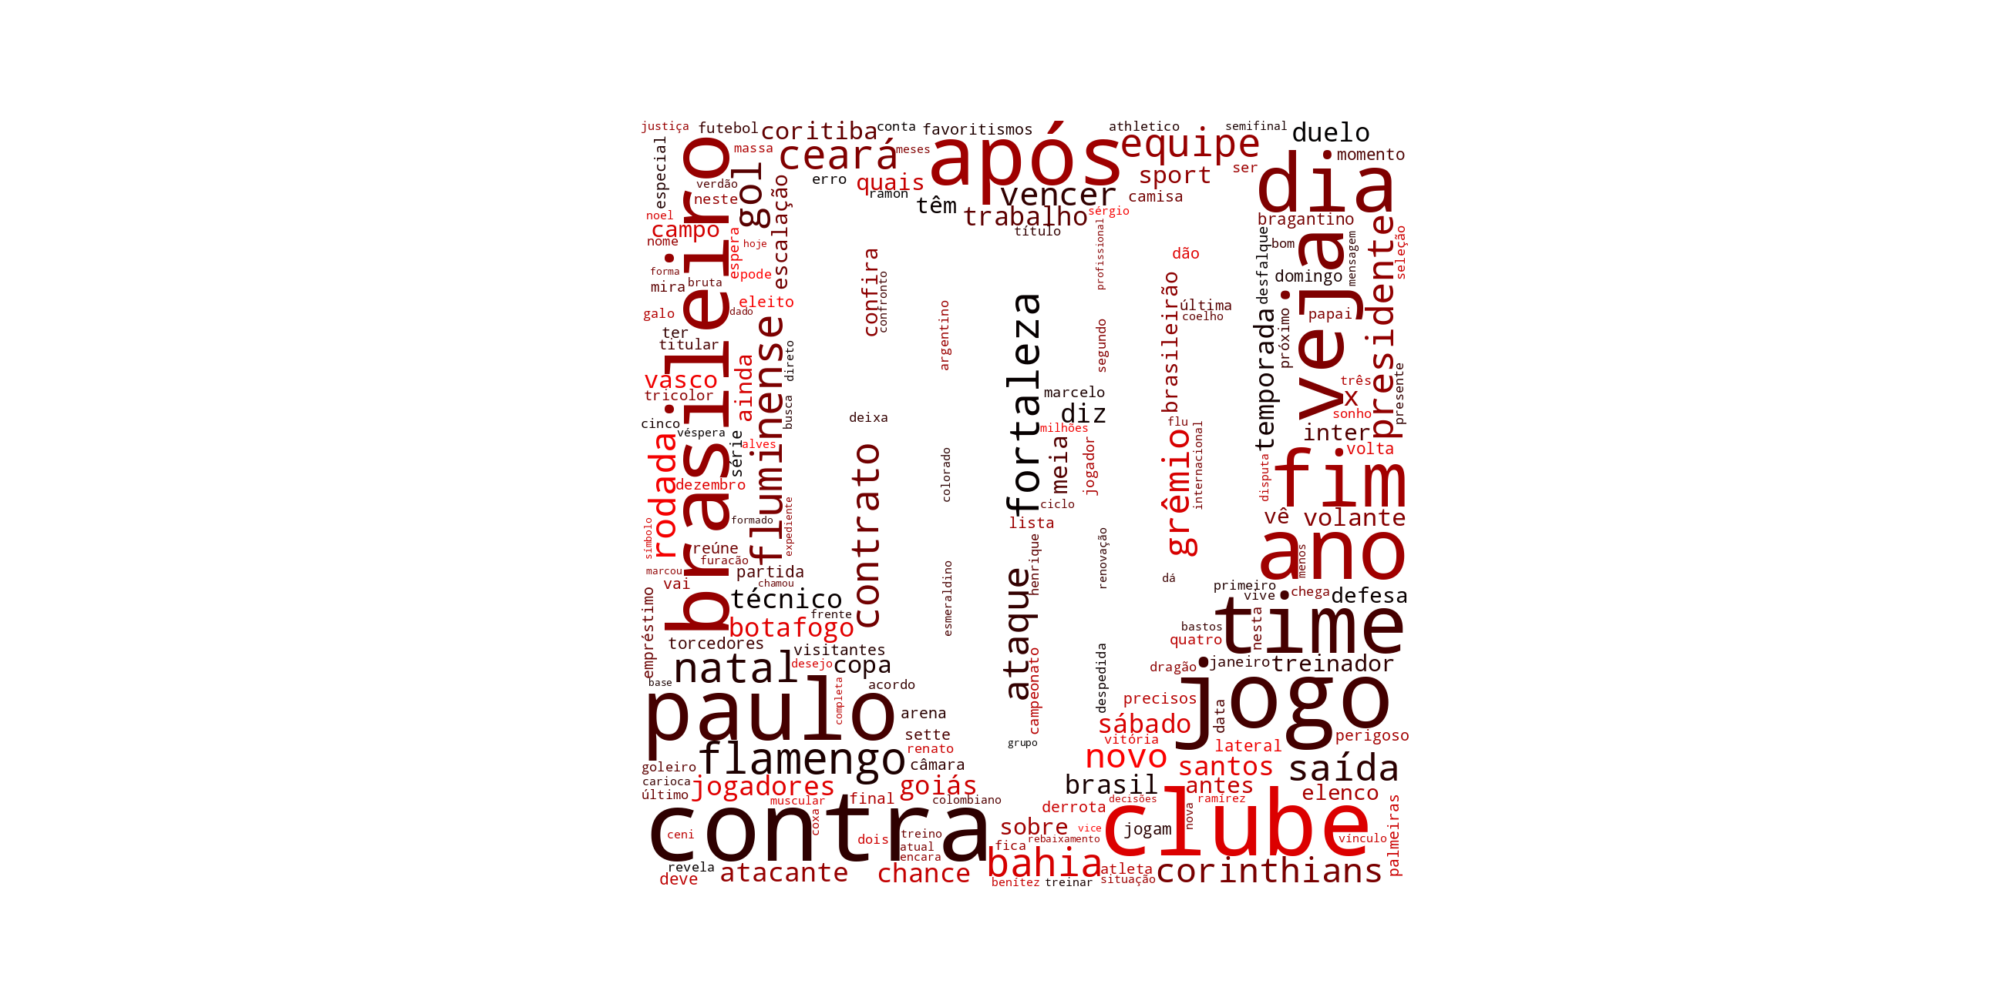 justiça
futebol
coritiba
conta
favoritismos
athletico
semifinal
duelo
especial
brasileiro
massa
gol
ceará
meses
após
equipe
dia
momento
verdão
neste
erro
quais
ramon
têm
vencer
trabalho
sport
ser
camisa
sérgio
noel
campo
nome
espera
hoje
escalação
título
profissional
bragantino
veja
presidente
seleção
desfalque
bom
mensagem
forma
mira
bruta
pode
confira
confronto
dão
domingo
galo
eleito
dado
argentino
fortaleza
segundo
brasileirão
última
coelho
temporada
próximo
papai
ter
titular
fluminense
direto
vasco
tricolor
ainda
busca
deixa
marcelo
diz
milhões
flu
três
x
sonho
presente
cinco
véspera
série
alves
contrato
colorado
meia
jogador
grêmio
internacional
inter
volta
rodada
dezembro
disputa
fim
formado
expediente
ciclo
lista
vê
volante
símbolo
reúne
furacão
ataque
henrique
renovação
ano
menos
marcou
vai
partida
chamou
dá
primeiro
vive
chega
defesa
empréstimo
técnico
frente
botafogo
esmeraldino
time
nesta
bastos
quatro
torcedores
visitantes
natal
desejo
copa
campeonato
despedida
dragão
janeiro
treinador
base
paulo
completa
acordo
arena
precisos
jogo
sette
sábado
data
perigoso
flamengo
renato
grupo
vitória
lateral
goleiro
câmara
novo
santos
saída
carioca
último
jogadores
goiás
brasil
antes
elenco
muscular
final
colombiano
derrota
decisões
ramírez
contra
coxa
sobre
vice
clube
nova
palmeiras
ceni
dois
treino
jogam
vínculo
atual
encara
fica
rebaixamento
revela
deve
atacante
chance
bahia
benítez
treinar
atleta
situação
corinthians